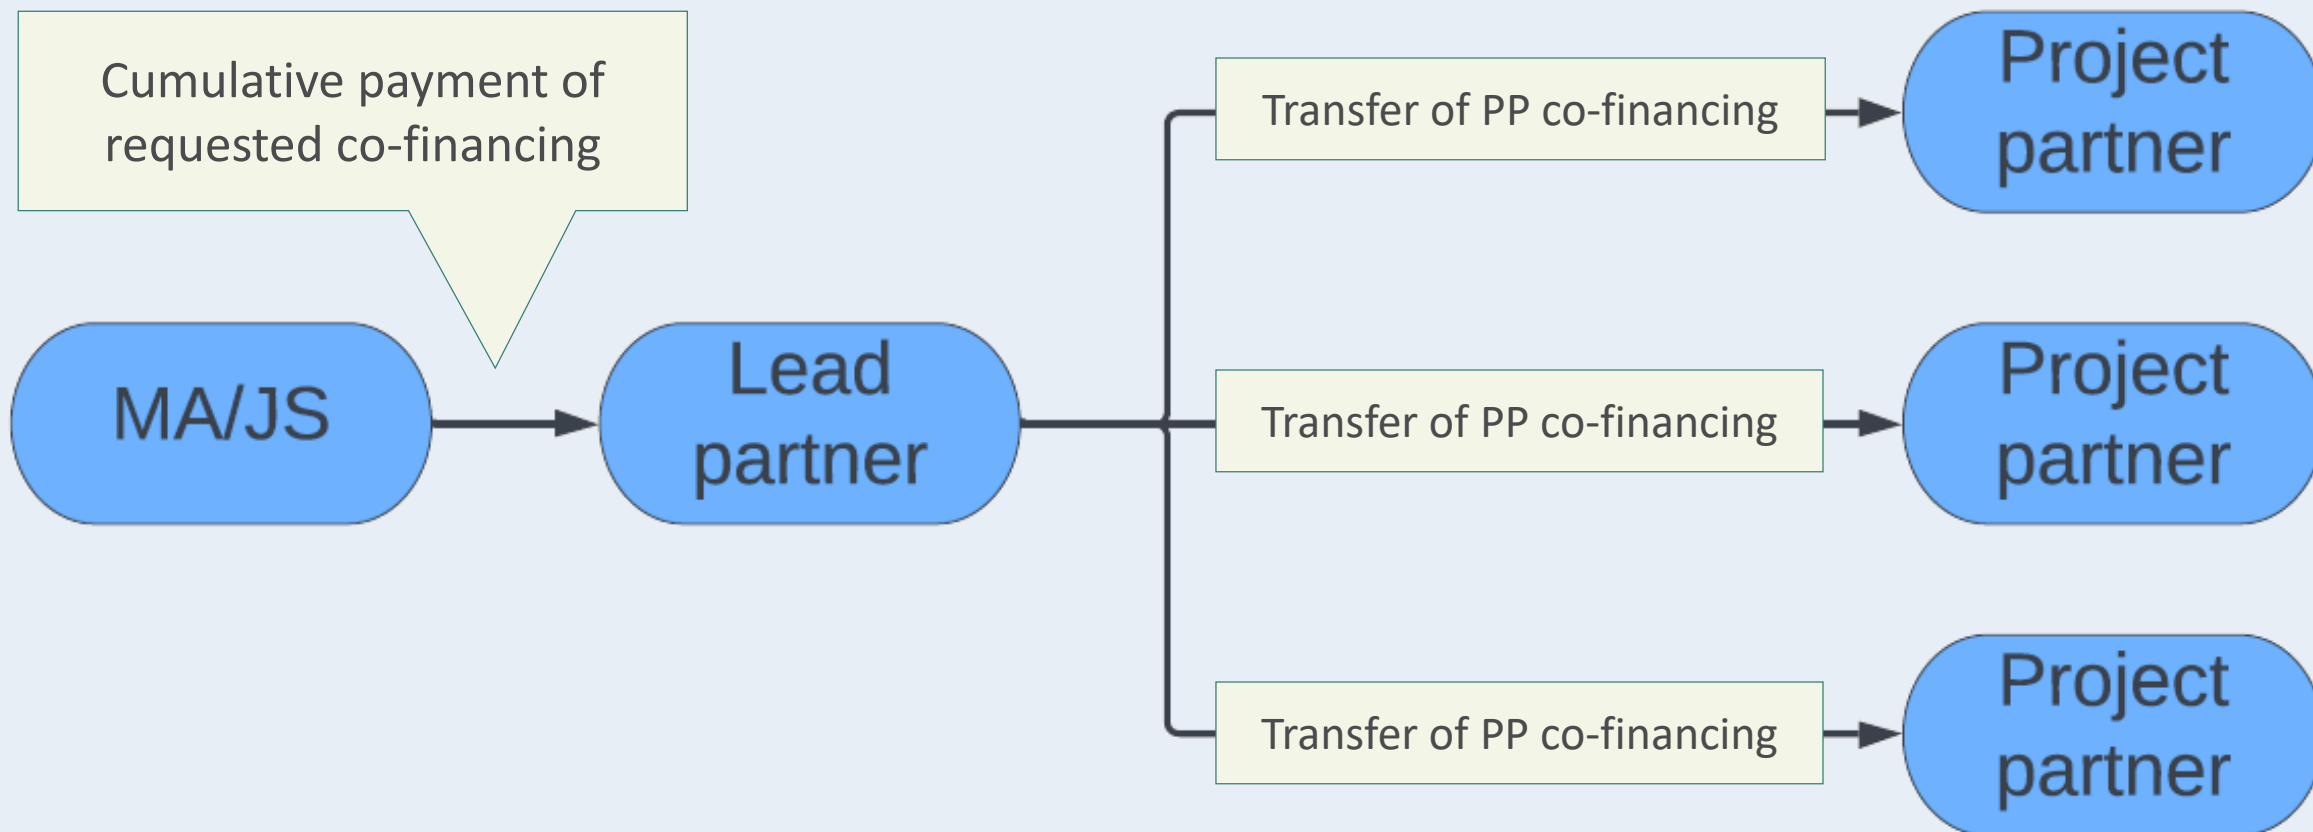 Cumulative payment of
requested co-financing
MA/JS
Lead
partner
Transfer of PP co-financing
Project
partner
Transfer of PP co-financing
Project
partner
Transfer of PP co-financing
Project
partner